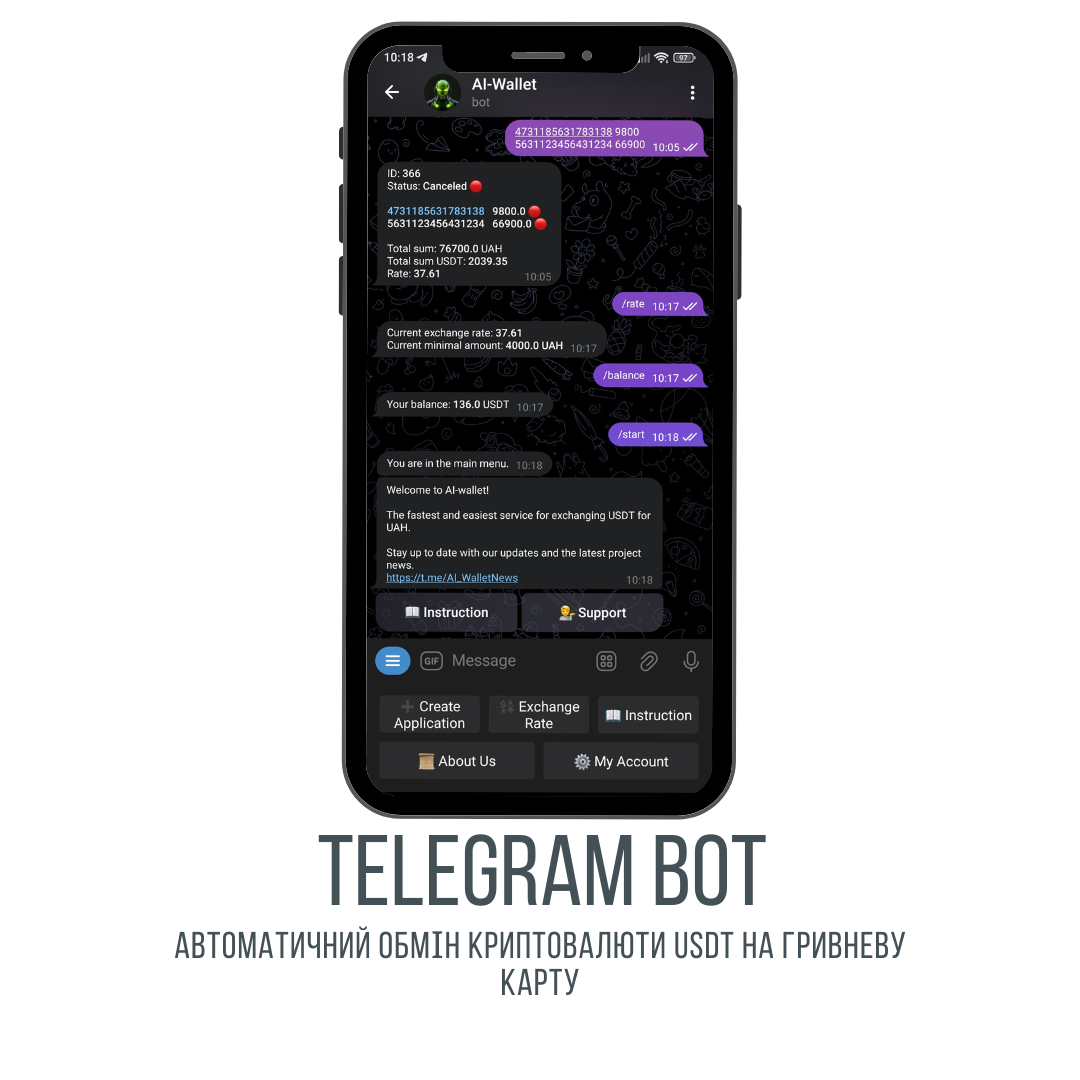 10:18
97
AI-Wallet
bot
4731185631783138 9800
5631123456431234 66900 10:05
ID: 366
Status: Canceled 🔴
4731185631783138 9800.0 🔴
5631123456431234 66900.0 🔴
Total sum: 76700.0 UAH
Total sum USDT: 2039.35
Rate: 37.61 10:05
/rate 10:17
Current exchange rate: 37.61
Current minimal amount: 4000.0 UAH 10:17
/balance 10:17
Your balance: 136.0 USDT 10:17
/start 10:18
You are in the main menu. 10:18
Welcome to AI-wallet!
The fastest and easiest service for exchanging USDT for
UAH.
Stay up to date with our updates and the latest project
news.
https://t.me/AI_WalletNews 10:18
📖 Instruction
💁‍♂️ Support
GIF Message
➕ Create
Application
💱 Exchange
Rate
📖 Instruction
📜 About Us
⚙️ My Account
TELEGRAM BOT
АВТОМАТИЧНИЙ ОБМІН КРИПТОВАЛЮТИ USDT НА ГРИВНЕВУ
КАРТУ